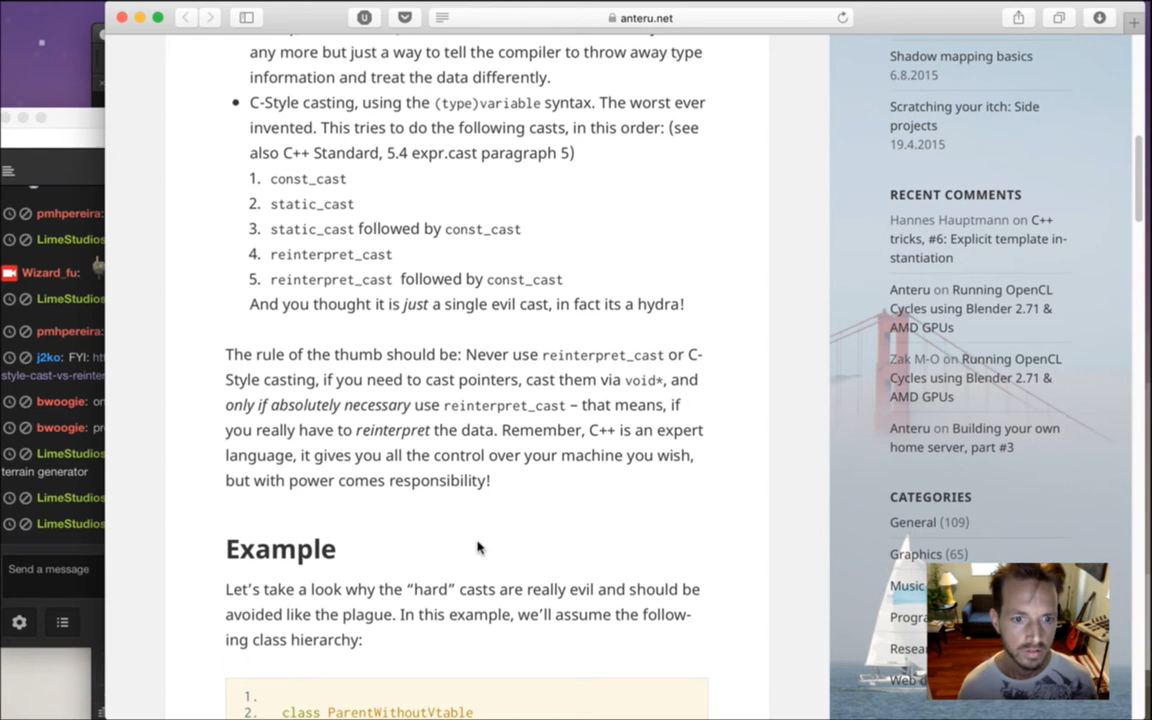 anteru.net
any more but just a way to tell the compiler to throw away type
information and treat the data differently.
C-Style casting, using the (type)variable syntax. The worst ever
invented. This tries to do the following casts, in this order: (see
also C++ Standard, 5.4 expr.cast paragraph 5)
1. const_cast
2. static_cast
3. static_cast followed by const_cast
4. reinterpret_cast
5. reinterpret_cast followed by const_cast
And you thought it is just a single evil cast, in fact its a hydra!
The rule of the thumb should be: Never use reinterpret_cast or C-
Style casting, if you need to cast pointers, cast them via void*, and
only if absolutely necessary use reinterpret_cast – that means, if
you really have to reinterpret the data. Remember, C++ is an expert
language, it gives you all the control over your machine you wish,
but with power comes responsibility!
Example
Let's take a look why the “hard” casts are really evil and should be
avoided like the plague. In this example, we'll assume the follow-
ing class hierarchy:
1.
2. class ParentWithoutVtable
Shadow mapping basics
6.8.2015
Scratching your itch: Side
projects
19.4.2015
RECENT COMMENTS
Hannes Hauptmann on C++
tricks, #6: Explicit template in-
stantiation
Anteru on Running OpenCL
Cycles using Blender 2.71 &
AMD GPUs
Zak M-O on Running OpenCL
Cycles using Blender 2.71 &
AMD GPUs
Anteru on Building your own
home server, part #3
CATEGORIES
General (109)
Graphics (65)
Music
Progra
Resear
Web d
pmhpereira:
LimeStudios
Wizard_fu:
LimeStudios
pmhpereira:
j2ko: FYI: ht
style-cast-vs-reinter
bwoogie: on
bwoogie: pr
LimeStudios
terrain generator
LimeStudios
LimeStudios
Send a message